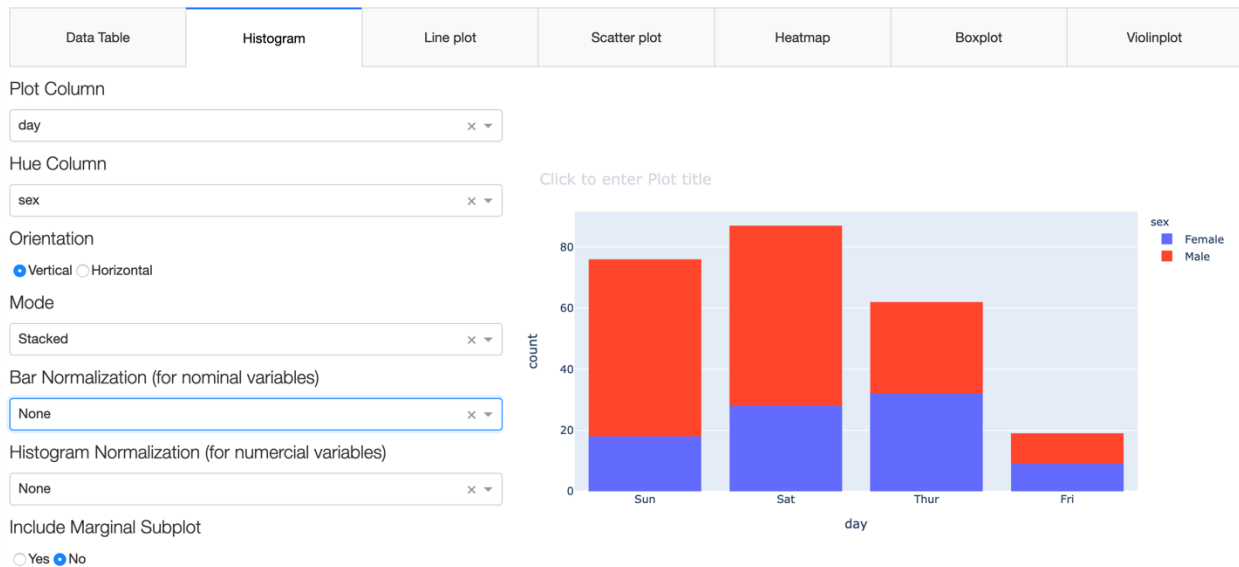 Data Table
Histogram
Line plot
Scatter plot
Heatmap
Boxplot
Violinplot
Plot Column
day
Hue Column
sex
Orientation
Vertical
Horizontal
Mode
Stacked
Bar Normalization (for nominal variables)
None
Histogram Normalization (for numercial variables)
None
Include Marginal Subplot
Yes
No
Click to enter Plot title
count
80
60
40
20
0
Sun
Sat
Thur
Fri
day
sex
Female
Male